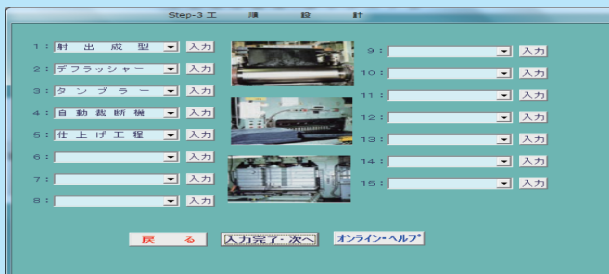 Step-3 工 順 設 計
1： 射 出 成 型 入力
2： デフラッシャー 入力
3： タ ン ブ ラ ー 入力
4： 自 動 裁 断 機 入力
5： 仕 上 げ 工 程 入力
6： 入力
7： 入力
8： 入力
9： 入力
10： 入力
11： 入力
12： 入力
13： 入力
14： 入力
15： 入力
戻 る 入力完了・次へ オンライン・ヘルプ